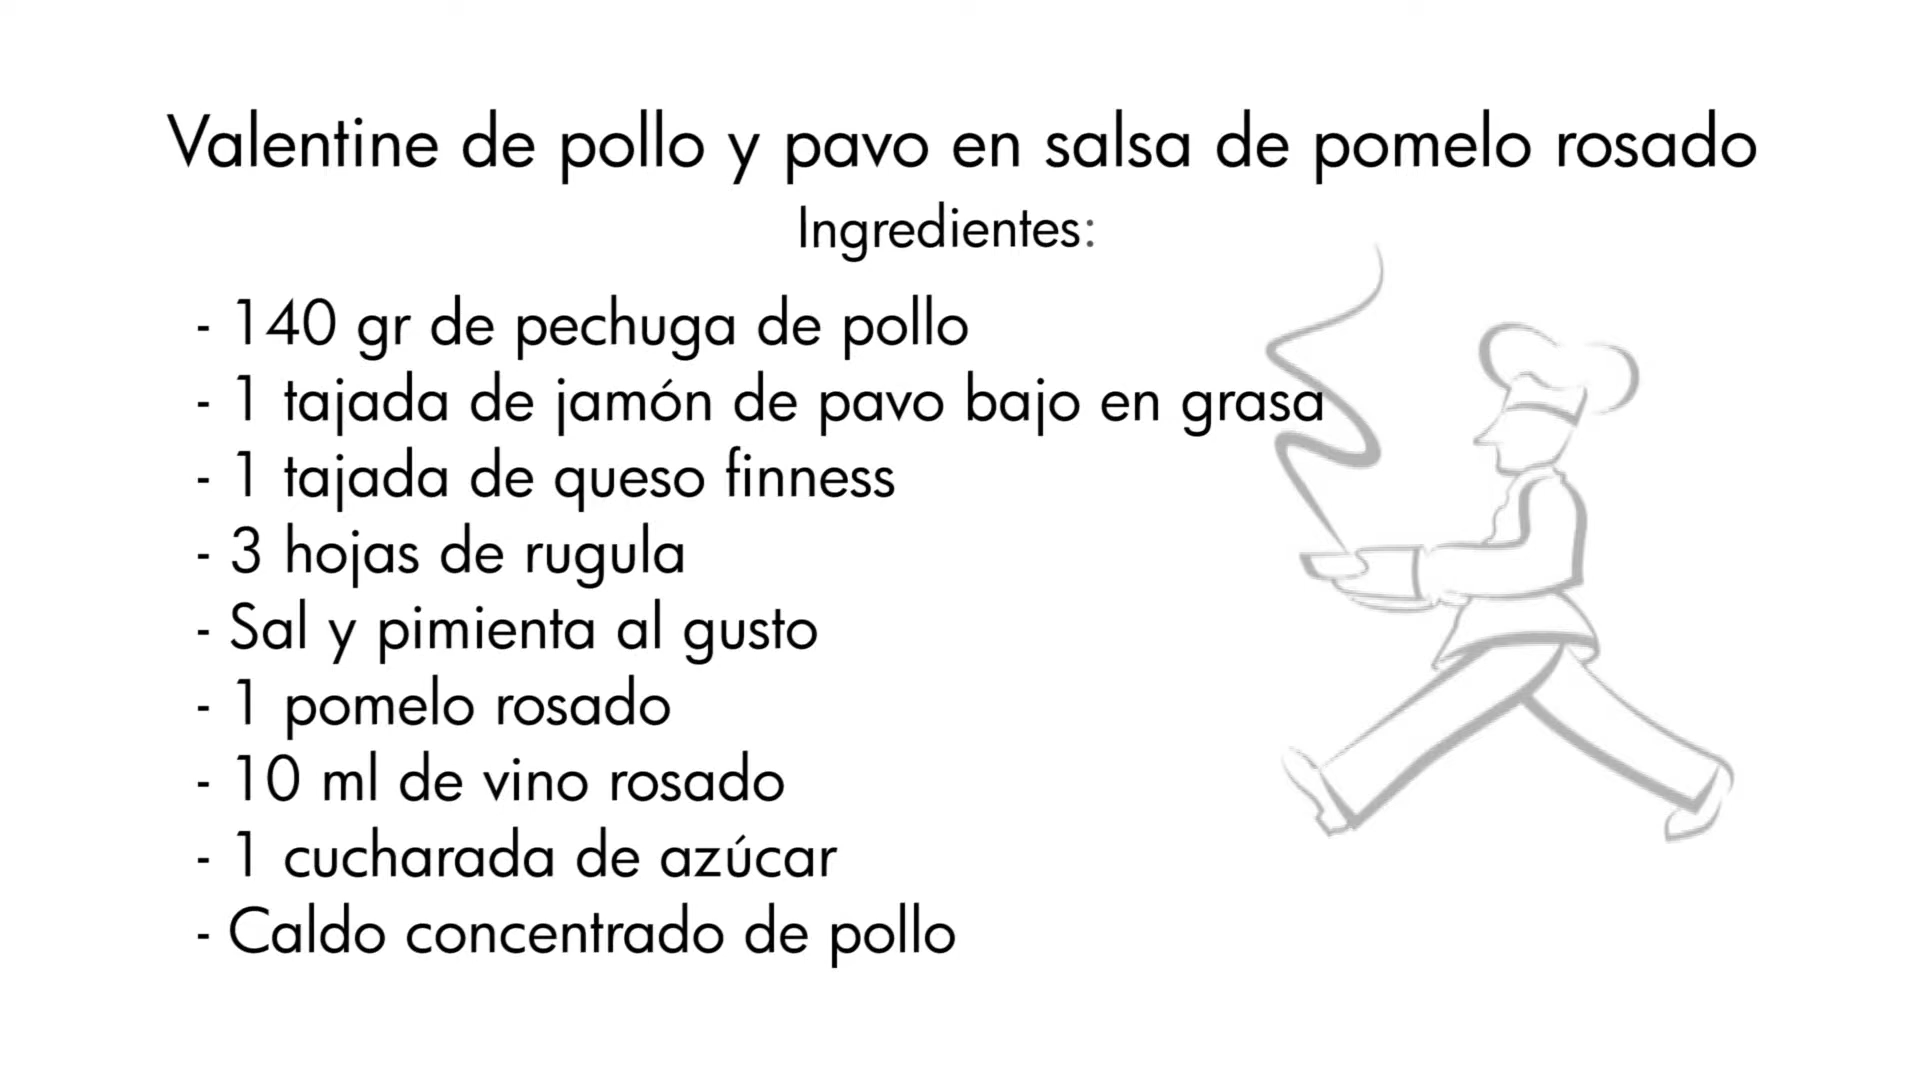 Valentine de pollo y pavo en salsa de pomelo rosado
Ingredientes:
- 140 gr de pechuga de pollo
- 1 tajada de jamón de pavo bajo en grasa
- 1 tajada de queso finness
- 3 hojas de rugula
- Sal y pimienta al gusto
- 1 pomelo rosado
- 10 ml de vino rosado
- 1 cucharada de azúcar
- Caldo concentrado de pollo